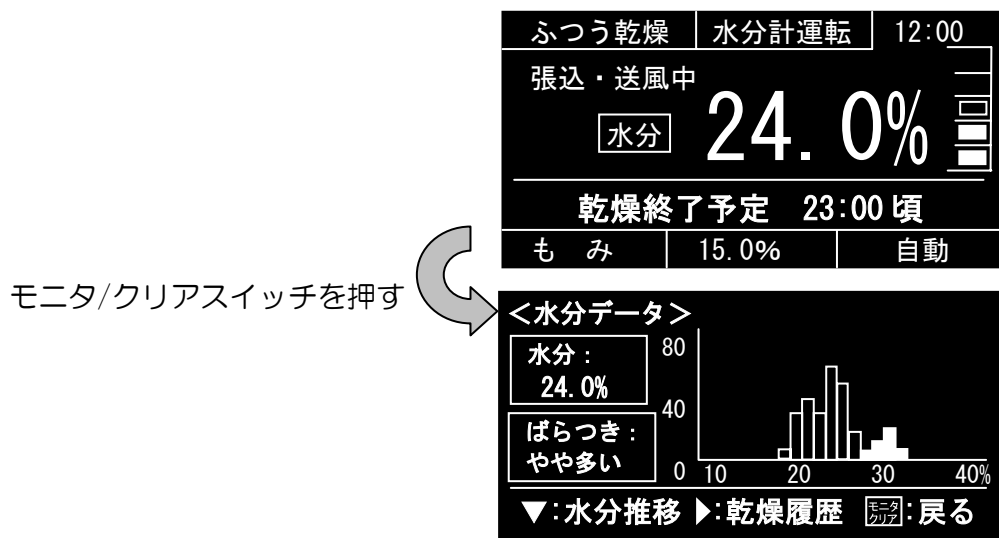 ふつう乾燥 水分計運転 12:00
張込・送風中
水分 24.0%
乾燥終了予定 23:00 頃
もみ 15.0% 自動
モニタ/クリアスイッチを押す
＜水分データ＞
水分：
24.0%
ばらつき：
やや多い
80
40
0 10 20 30 40%
▼:水分推移 ▶:乾燥履歴 モニタ クリア:戻る